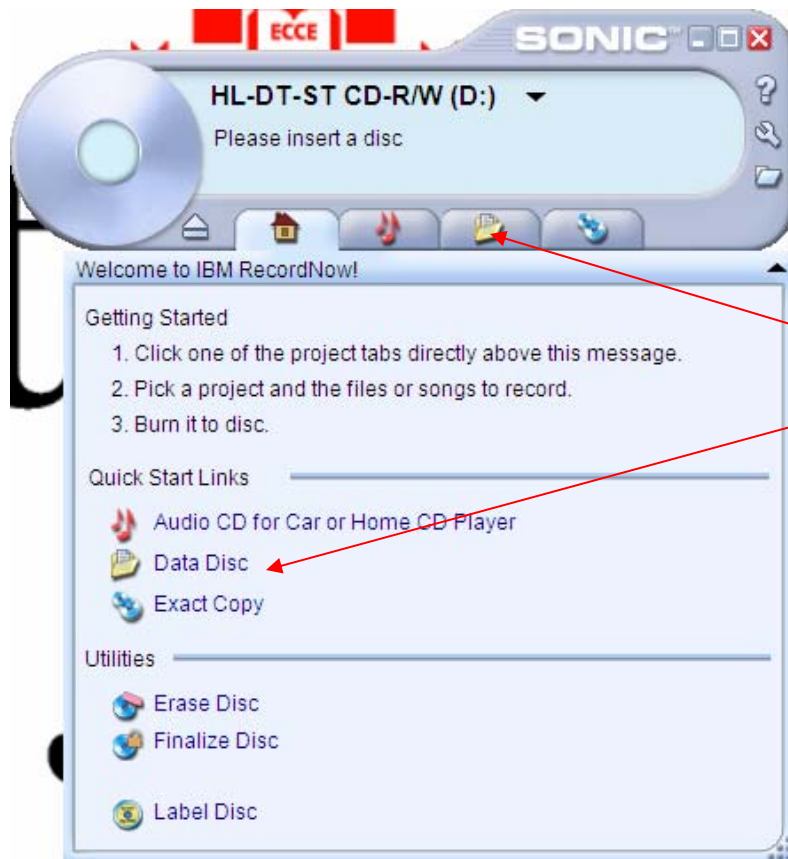 ECCE
SONIC
HL-DT-ST CD-R/W (D:)
Please insert a disc
Welcome to IBM RecordNow!
Getting Started
1. Click one of the project tabs directly above this message.
2. Pick a project and the files or songs to record.
3. Burn it to disc.
Quick Start Links
Audio CD for Car or Home CD Player
Data Disc
Exact Copy
Utilities
Erase Disc
Finalize Disc
Label Disc